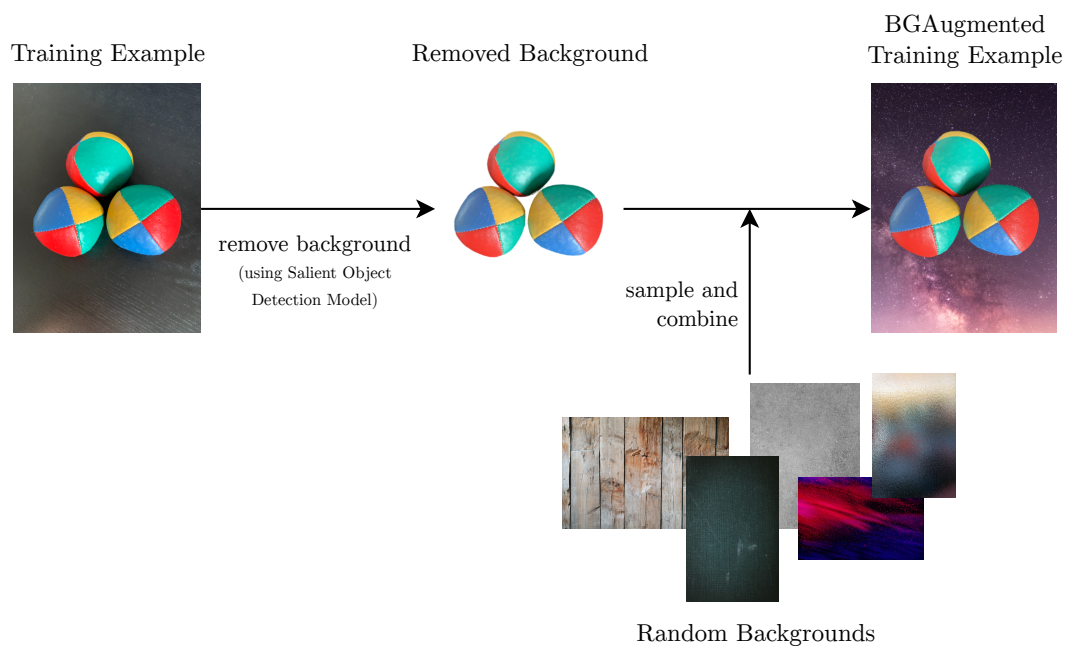 Training Example
Removed Background
BGAugmented
Training Example
remove background
(using Salient Object
Detection Model)
sample and
combine
Random Backgrounds